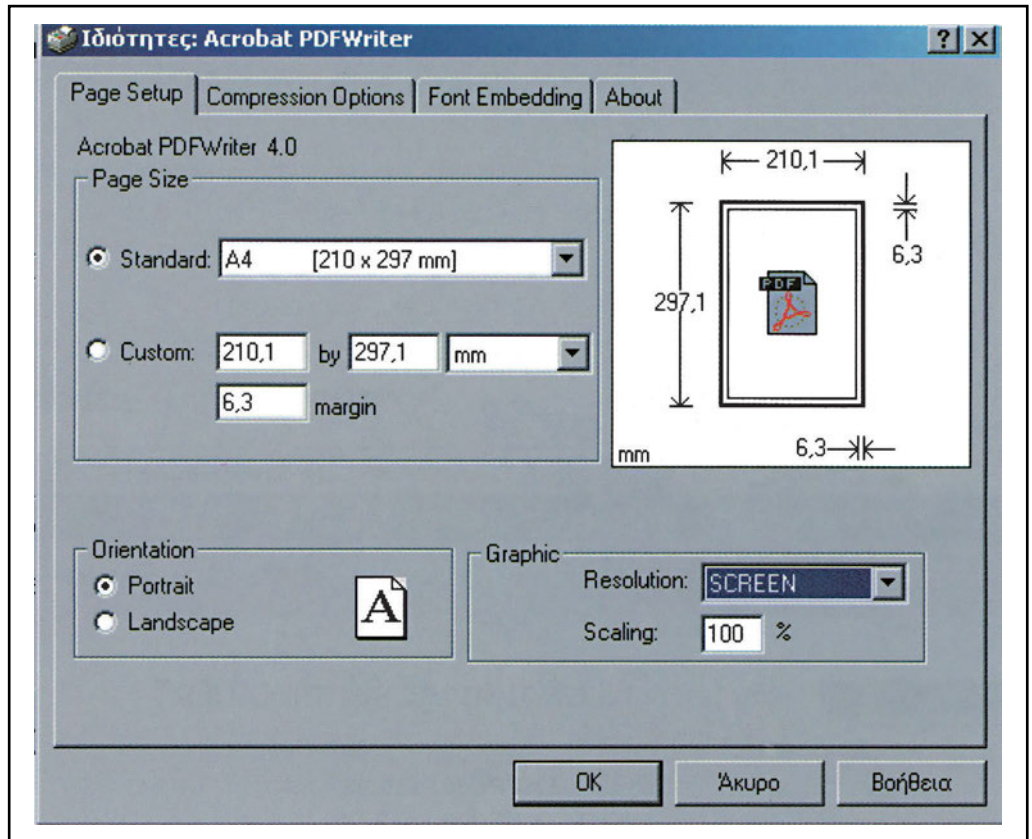 Ιδιότητες: Acrobat PDFWriter
Page Setup Compression Options Font Embedding About
Acrobat PDFWriter 4.0
Page Size
Standard: A4 [210 x 297 mm]
Custom: 210,1 by 297,1 mm
6,3 margin
210,1
6,3
297,1
PDF
6,3
mm
Orientation
Portrait
Landscape
A
Graphic
Resolution: SCREEN
Scaling: 100 %
OK Άκυρο Βοήθεια